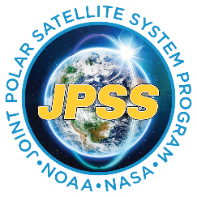 JOINT POLAR SATELLITE SYSTEM PROGRAM
JPSS
•NOAA•NASA•